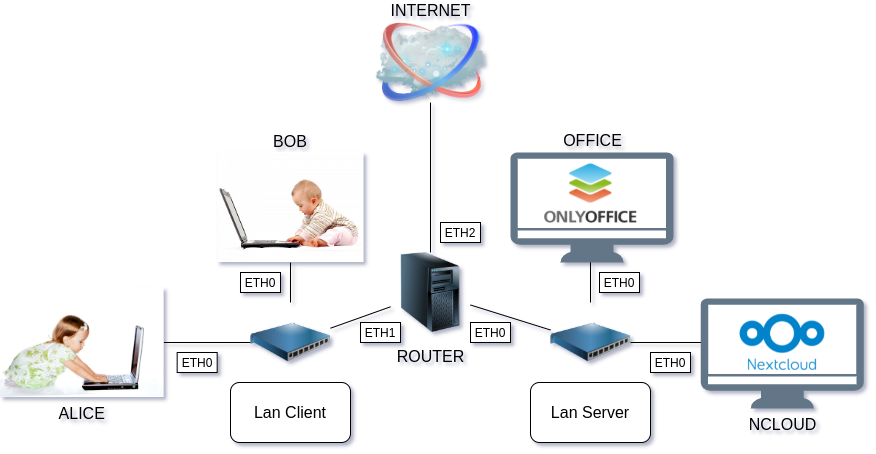 INTERNET
BOB
OFFICE
ONLYOFFICE
ETH2
ETH0
ETH0
ETH1
ETH0
ROUTER
ETH0
ETH0
Nextcloud
ALICE
Lan Client
Lan Server
NCLOUD